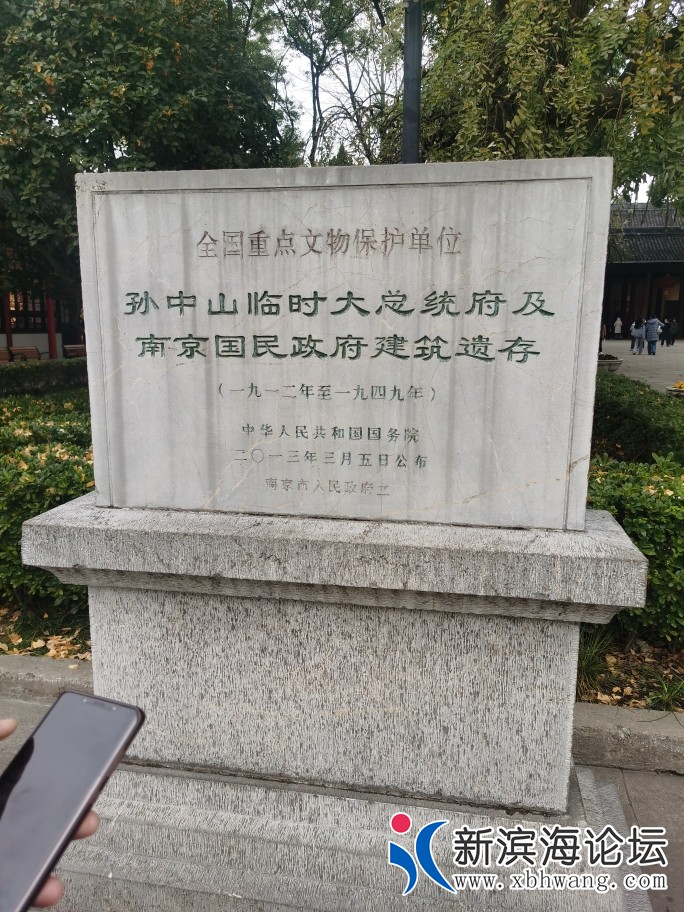 全国重点文物保护单位
孙中山临时大总统府及
南京国民政府建筑遗存
(一九一二年至一九四九年)
中华人民共和国国务院
二〇一三年三月五日公布
南京市人民政府立
新滨海论坛
www.xbhwang.com